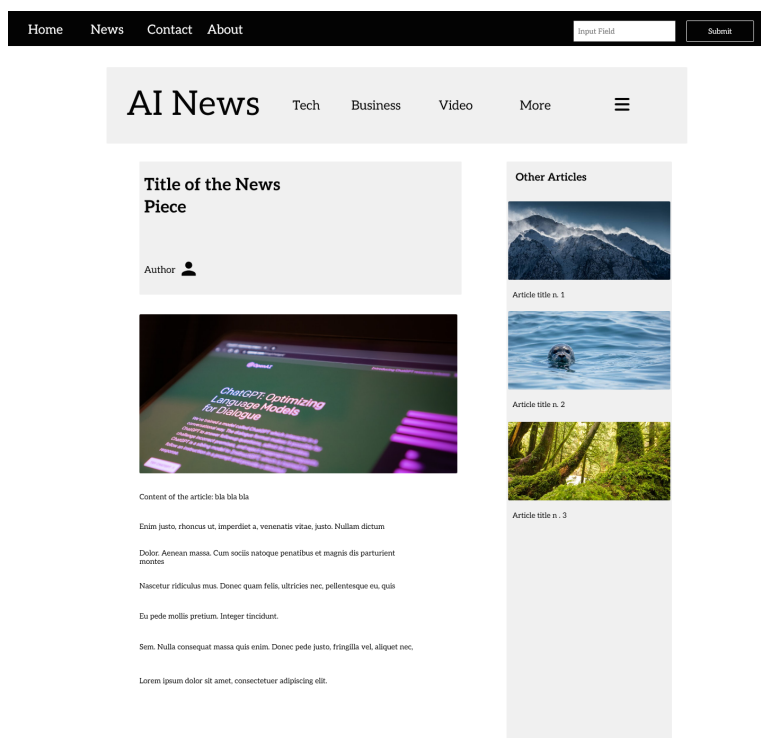 Home News Contact About
Input Field
Submit
AI News
Tech Business Video More
Title of the News
Piece
Author
OpenAI
ChatGPT: Optimizing
Language Models
for Dialogue
Content of the article: bla bla bla
Enim justo, rhoncus ut, imperdiet a, venenatis vitae, justo. Nullam dictum
Dolor. Aenean massa. Cum sociis natoque penatibus et magnis dis parturient
montes
Nascetur ridiculus mus. Donec quam felis, ultricies nec, pellentesque eu, quis
Eu pede mollis pretium. Integer tincidunt.
Sem. Nulla consequat massa quis enim. Donec pede justo, fringilla vel, aliquet nec,
Lorem ipsum dolor sit amet, consectetuer adipiscing elit.
Other Articles
Article title n. 1
Article title n. 2
Article title n . 3